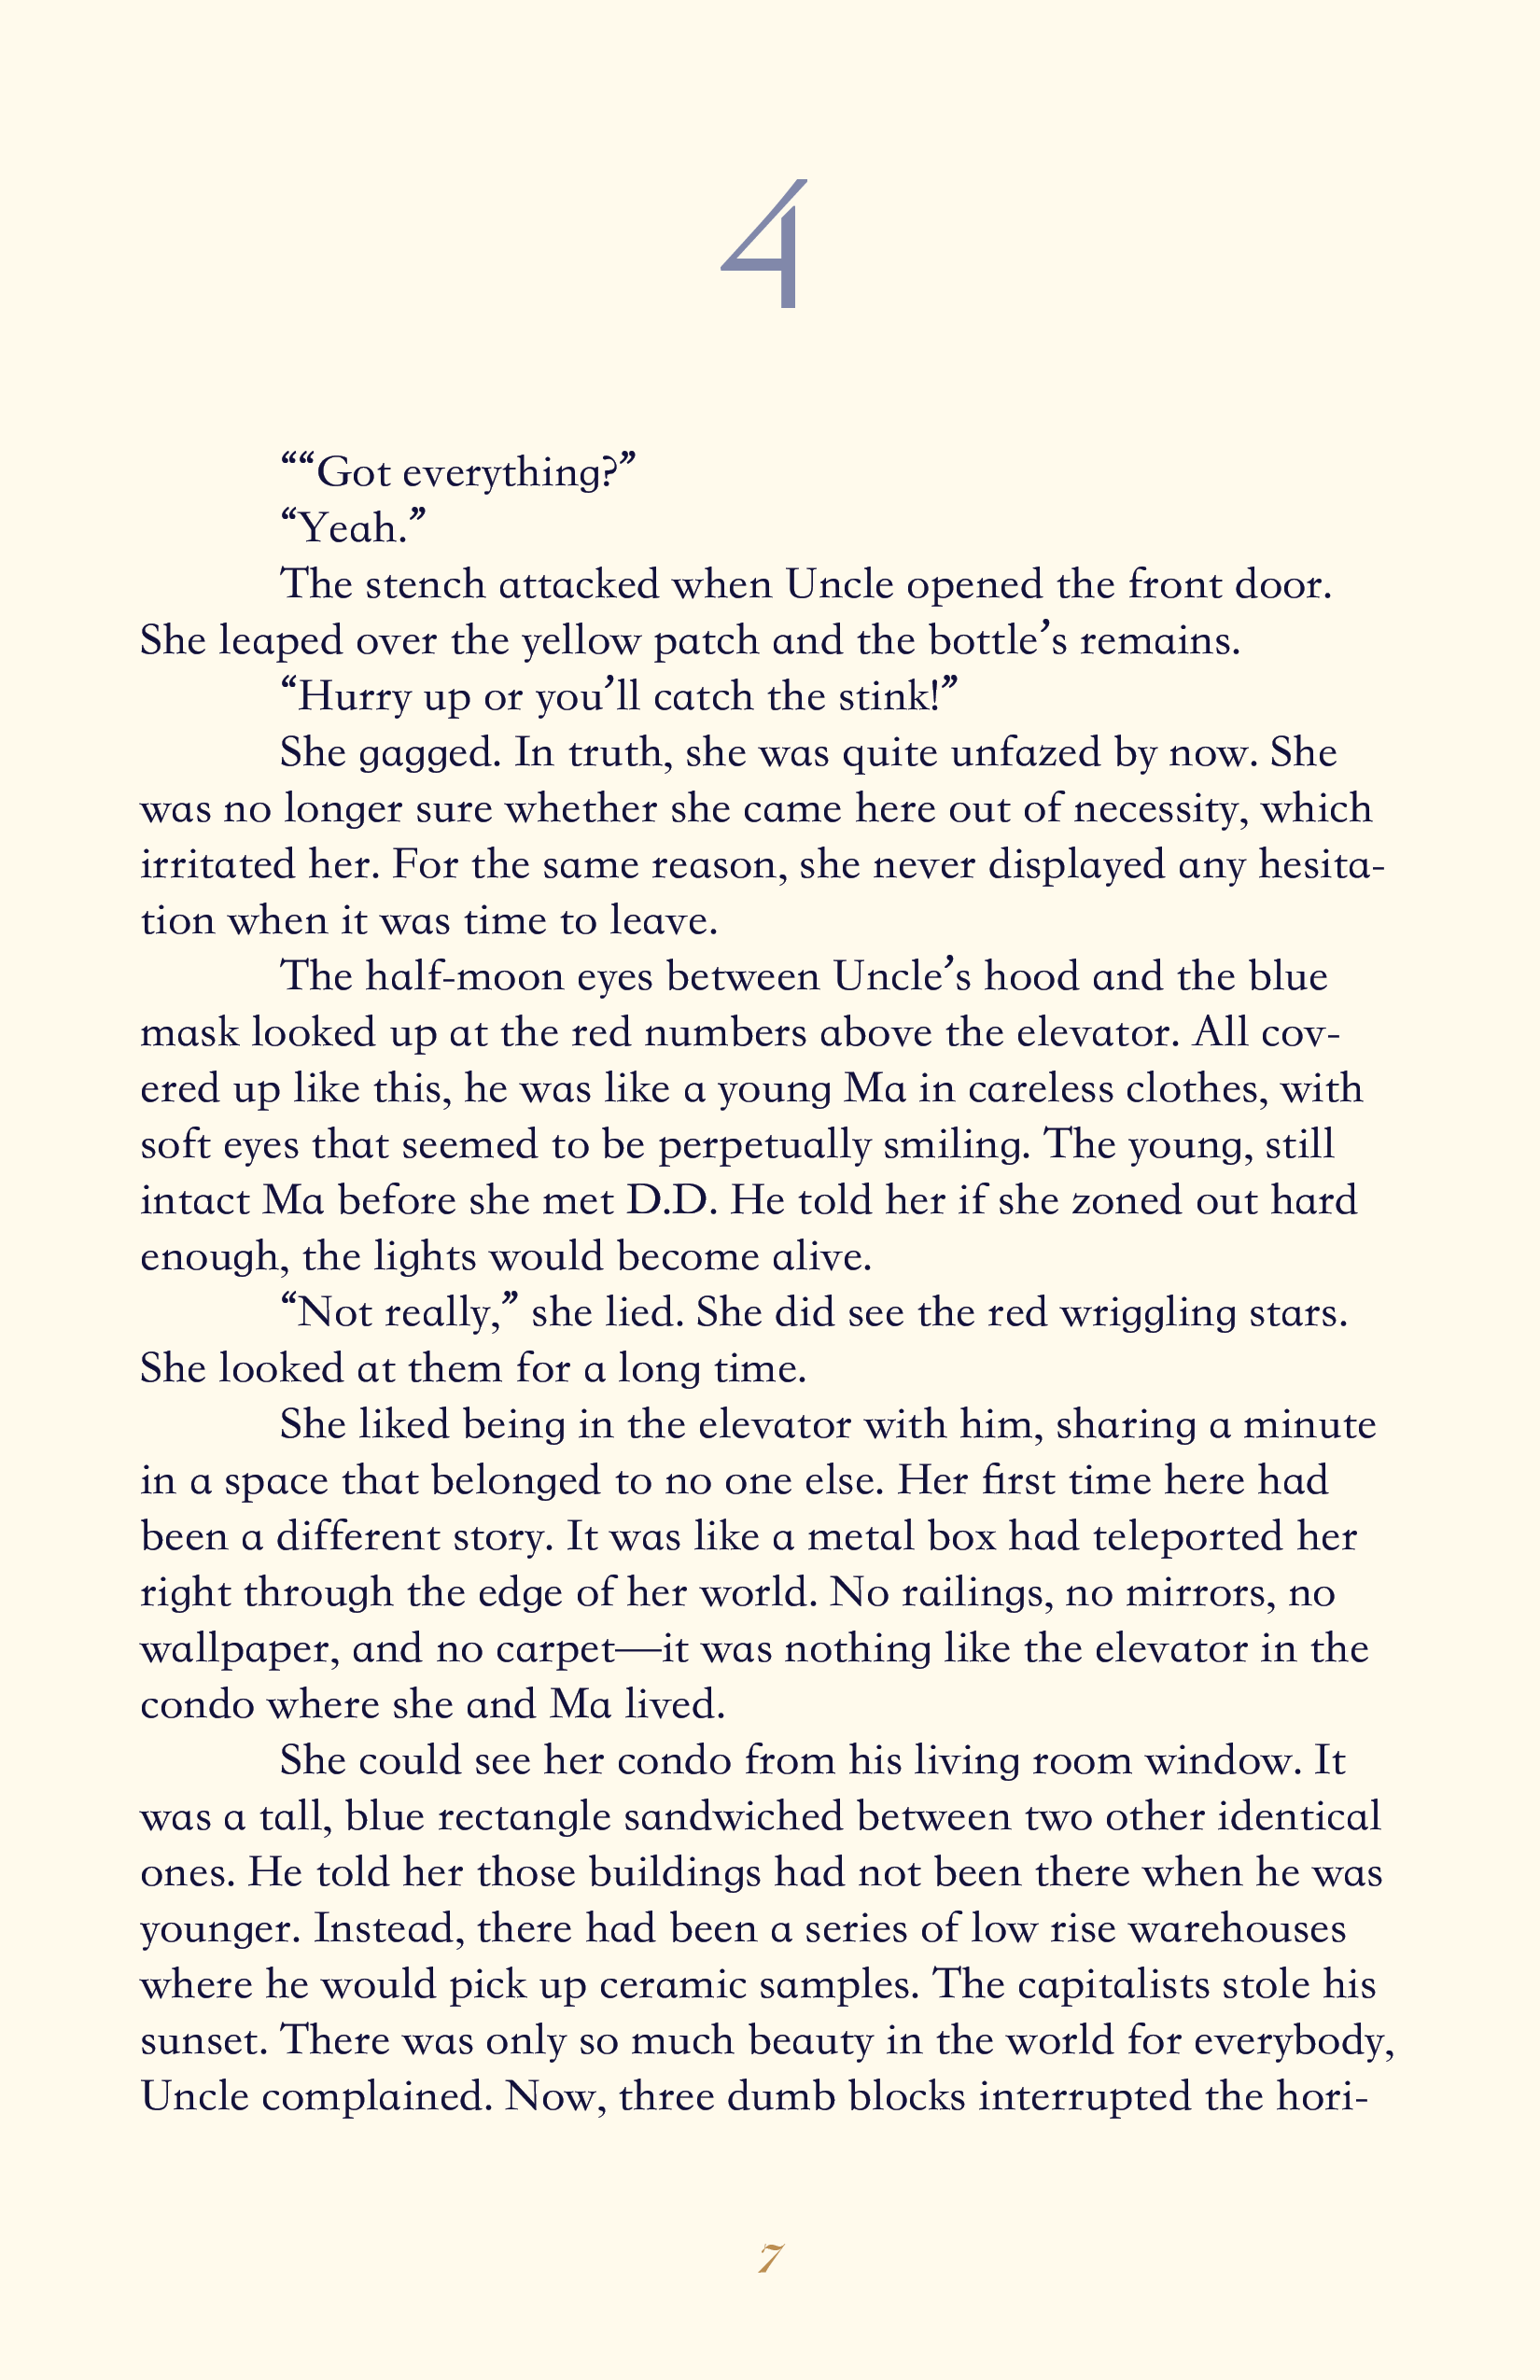 4
““Got everything?”
“Yeah.”
The stench attacked when Uncle opened the front door.
She leaped over the yellow patch and the bottle’s remains.
“Hurry up or you’ll catch the stink!”
She gagged. In truth, she was quite unfazed by now. She
was no longer sure whether she came here out of necessity, which
irritated her. For the same reason, she never displayed any hesita-
tion when it was time to leave.
The half-moon eyes between Uncle’s hood and the blue
mask looked up at the red numbers above the elevator. All cov-
ered up like this, he was like a young Ma in careless clothes, with
soft eyes that seemed to be perpetually smiling. The young, still
intact Ma before she met D.D. He told her if she zoned out hard
enough, the lights would become alive.
“Not really,” she lied. She did see the red wriggling stars.
She looked at them for a long time.
She liked being in the elevator with him, sharing a minute
in a space that belonged to no one else. Her first time here had
been a different story. It was like a metal box had teleported her
right through the edge of her world. No railings, no mirrors, no
wallpaper, and no carpet—it was nothing like the elevator in the
condo where she and Ma lived.
She could see her condo from his living room window. It
was a tall, blue rectangle sandwiched between two other identical
ones. He told her those buildings had not been there when he was
younger. Instead, there had been a series of low rise warehouses
where he would pick up ceramic samples. The capitalists stole his
sunset. There was only so much beauty in the world for everybody,
Uncle complained. Now, three dumb blocks interrupted the hori-
7